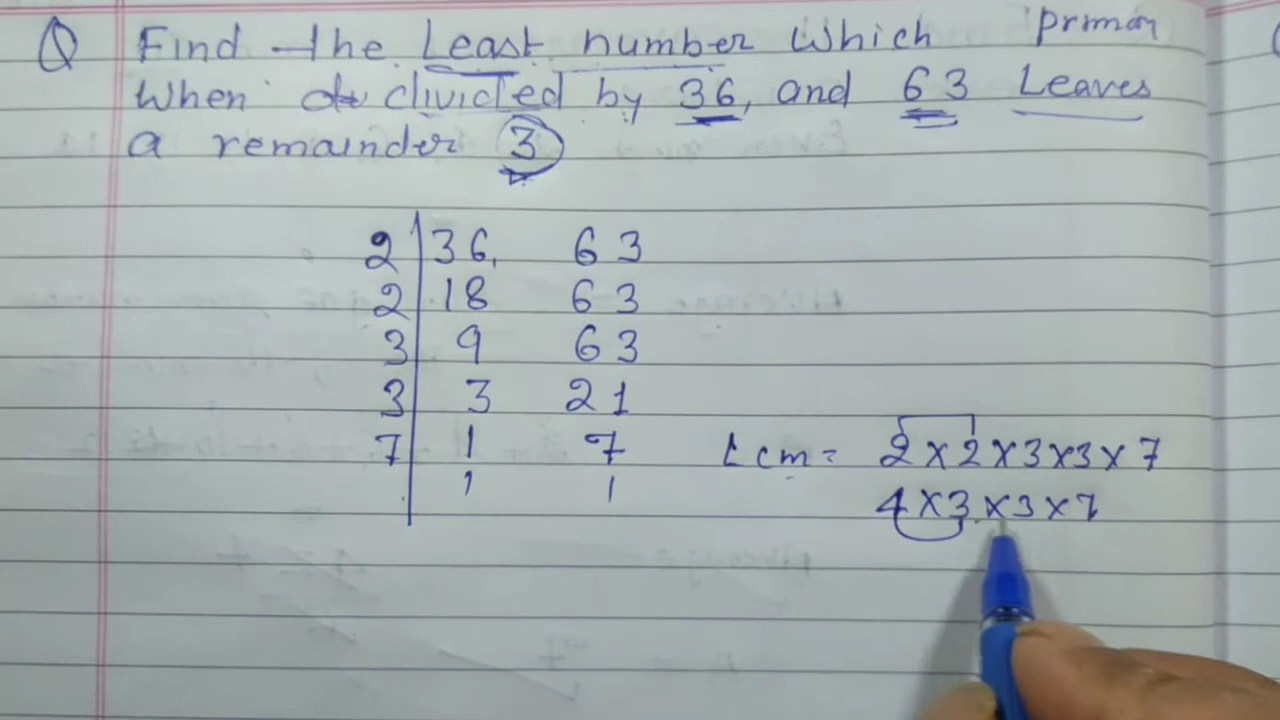 Q Find the Least number which
Prman
when divided by 36, and 63 Leaves
a remainder 3
2 36, 63
2 18 63
3 9 63
3 3 21
7 1 7
1 1
Lcm = 2×2×3×3×7
4×3×3×7